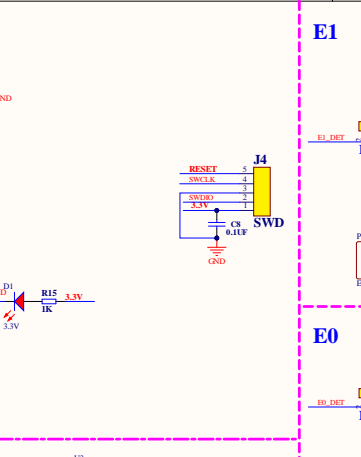 E1
ND
E1_DET
J4
RESET 5
SWCLK 4
3
SWDIO 2
3.3V 1
C8
0.1UF
SWD
GND
D1
R15
3.3V
1K
3.3V
E0
E0_DET